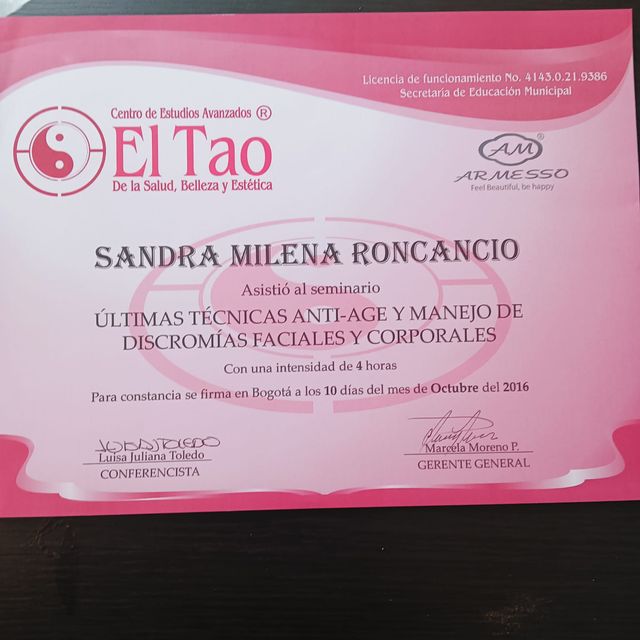 Licencia de funcionamiento No. 4143.0.21.9386
Secretaría de Educación Municipal
Centro de Estudios Avanzados ®
El Tao
De la Salud, Belleza y Estética
AM ®
ARMESSO
Feel Beautiful, be happy
SANDRA MILENA RONCANCIO
Asistió al seminario
ÚLTIMAS TÉCNICAS ANTI-AGE Y MANEJO DE
DISCROMÍAS FACIALES Y CORPORALES
Con una intensidad de 4 horas
Para constancia se firma en Bogotá a los 10 días del mes de Octubre del 2016
Luisa Juliana Toledo
CONFERENCISTA
Marcela Moreno P.
GERENTE GENERAL